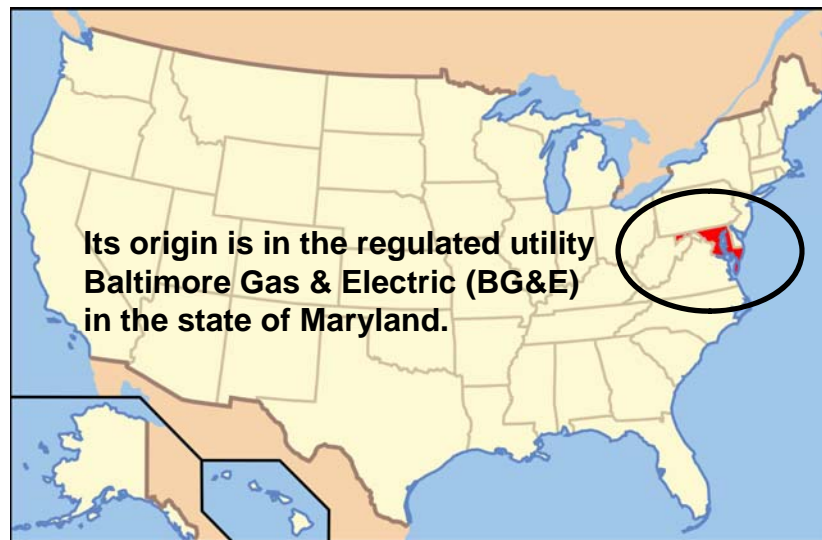 Its origin is in the regulated utility
Baltimore Gas & Electric (BG&E)
in the state of Maryland.